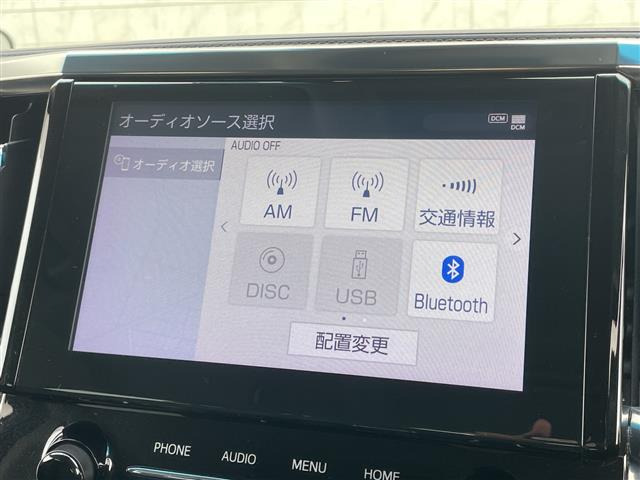 オーディオソース選択
DCM
DCM
オーディオ選択
AUDIO OFF
AM
FM
交通情報
DISC
USB
Bluetooth
配置変更
PHONE
AUDIO
MENU
HOME